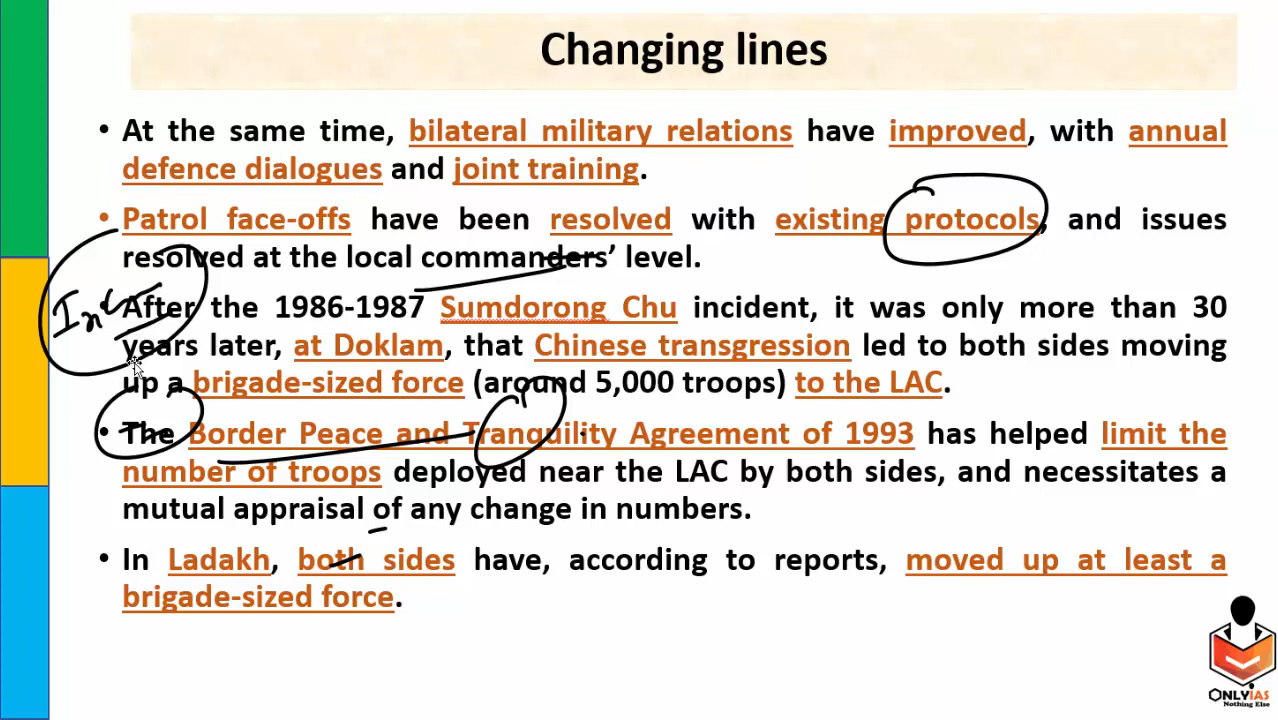 Changing lines
• At the same time, bilateral military relations have improved, with annual
defence dialogues and joint training.
• Patrol face-offs have been resolved with existing protocols, and issues
resolved at the local commanders’ level.
• After the 1986-1987 Sumdorong Chu incident, it was only more than 30
years later, at Doklam, that Chinese transgression led to both sides moving
up a brigade-sized force (around 5,000 troops) to the LAC.
• The Border Peace and Tranquility Agreement of 1993 has helped limit the
number of troops deployed near the LAC by both sides, and necessitates a
mutual appraisal of any change in numbers.
• In Ladakh, both sides have, according to reports, moved up at least a
brigade-sized force.
ONLYIAS
Nothing Else